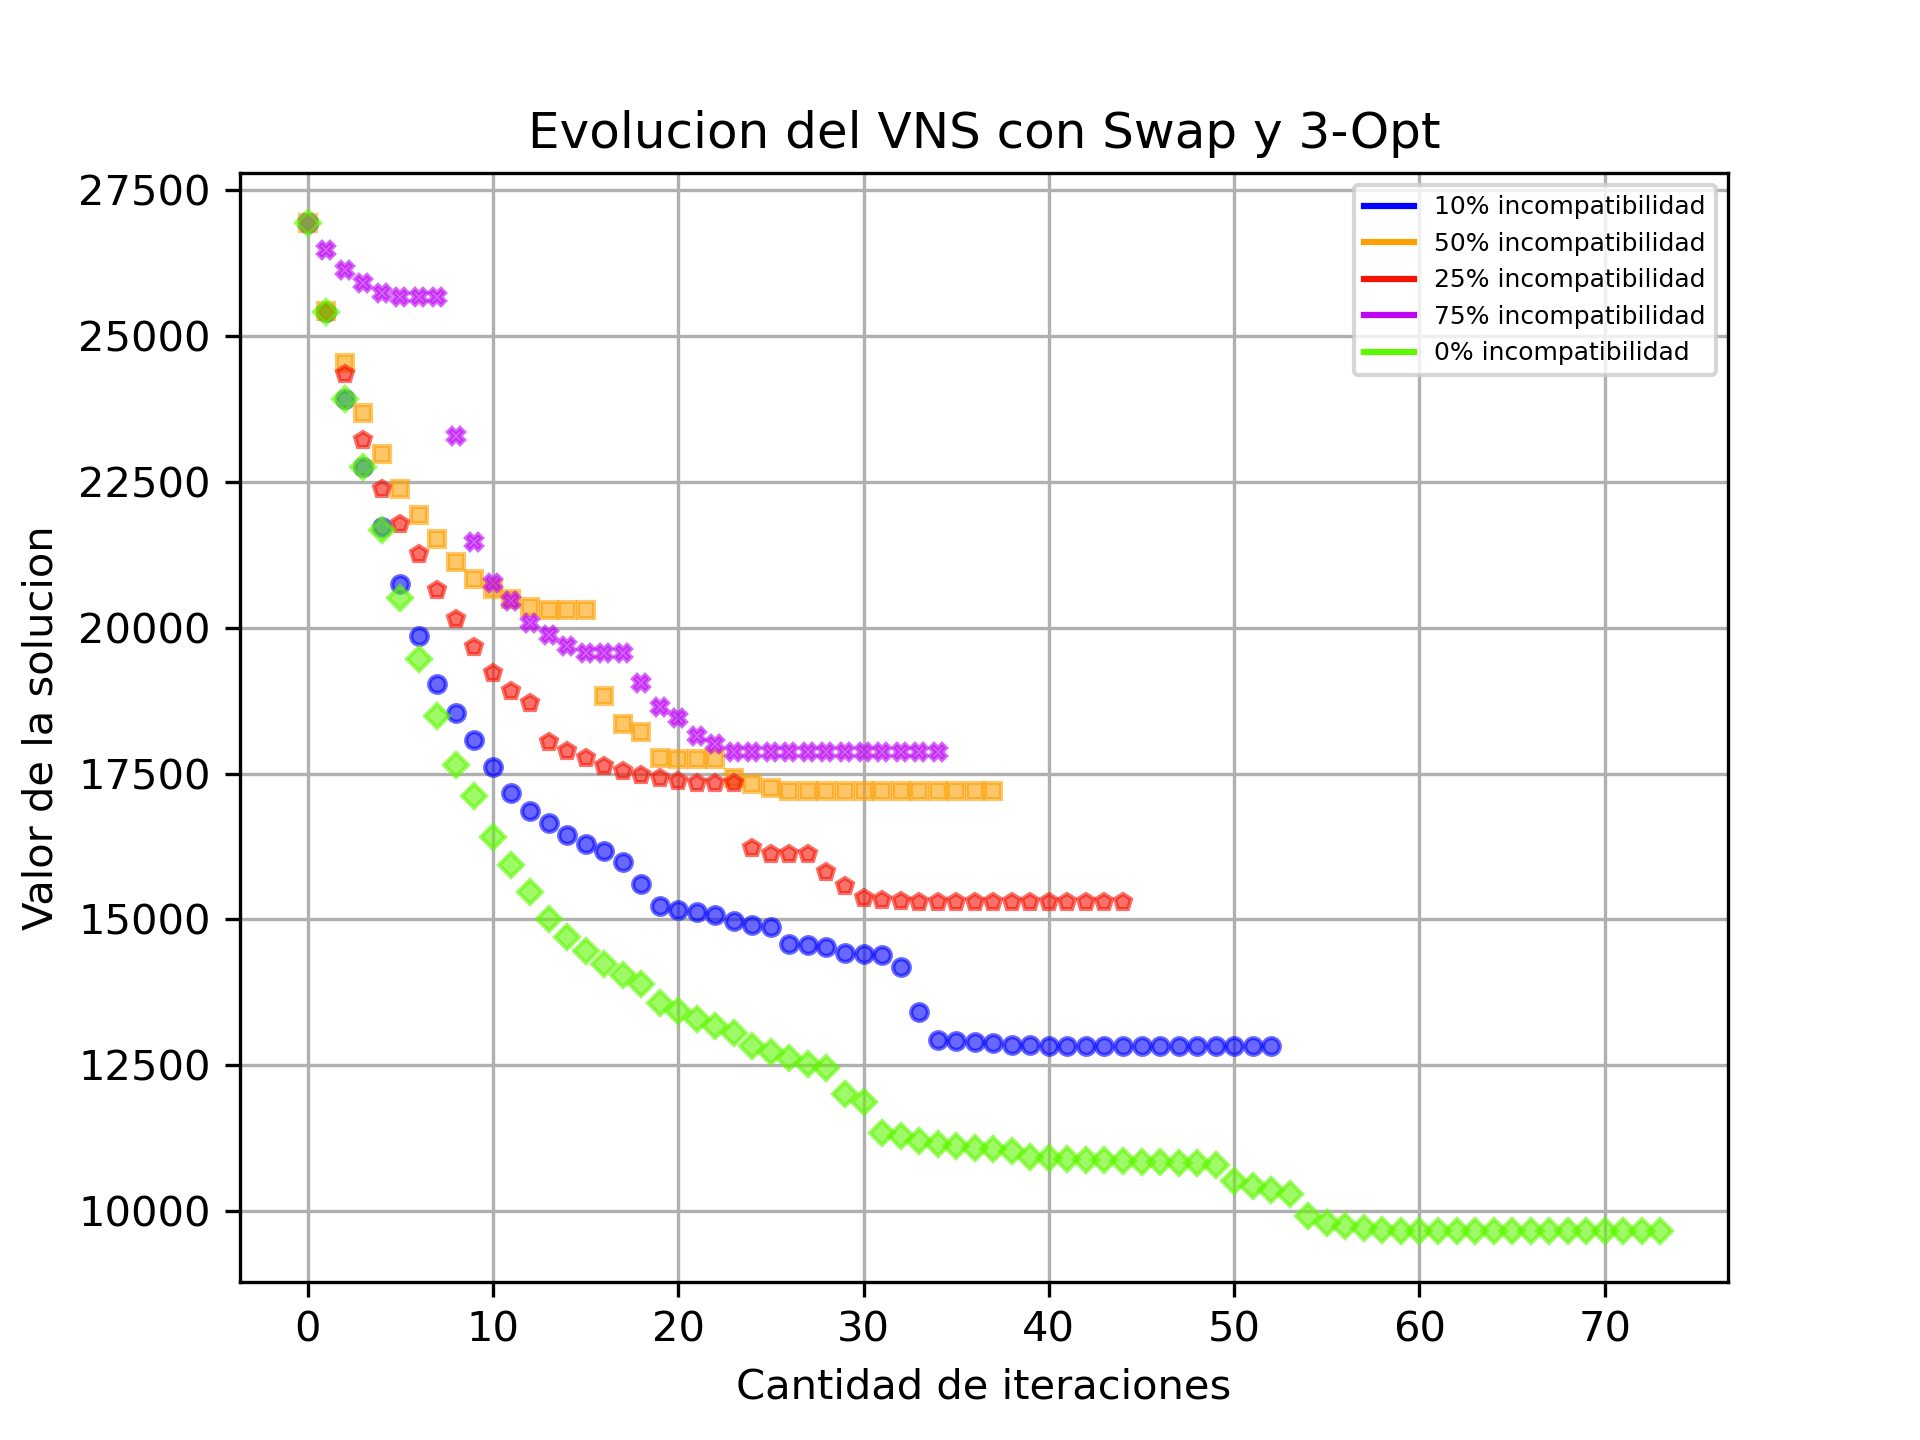 Evolucion del VNS con Swap y 3-Opt
27500
25000
22500
20000
17500
15000
12500
10000
Valor de la solucion
10% incompatibilidad
50% incompatibilidad
25% incompatibilidad
75% incompatibilidad
0% incompatibilidad
0 10 20 30 40 50 60 70
Cantidad de iteraciones